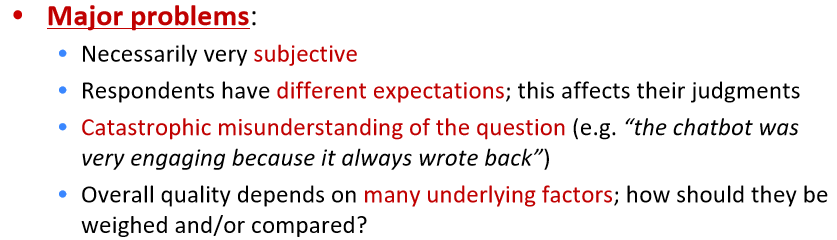 • Major problems:
• Necessarily very subjective
• Respondents have different expectations; this affects their judgments
• Catastrophic misunderstanding of the question (e.g. “the chatbot was
very engaging because it always wrote back”)
• Overall quality depends on many underlying factors; how should they be
weighed and/or compared?